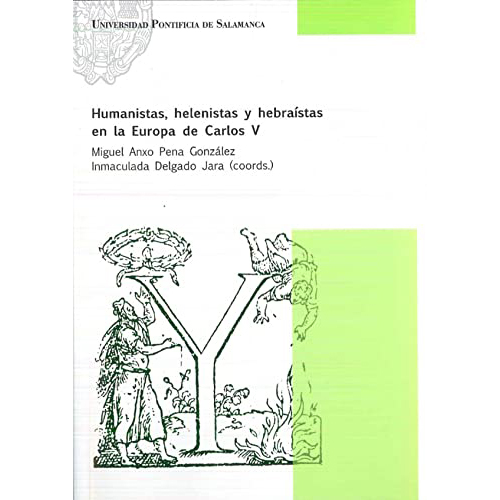 UNIVERSIDAD PONTIFICIA DE SALAMANCA
Humanistas, helenistas y hebraístas
en la Europa de Carlos V
Miguel Anxo Pena González
Inmaculada Delgado Jara (coords.)
Y